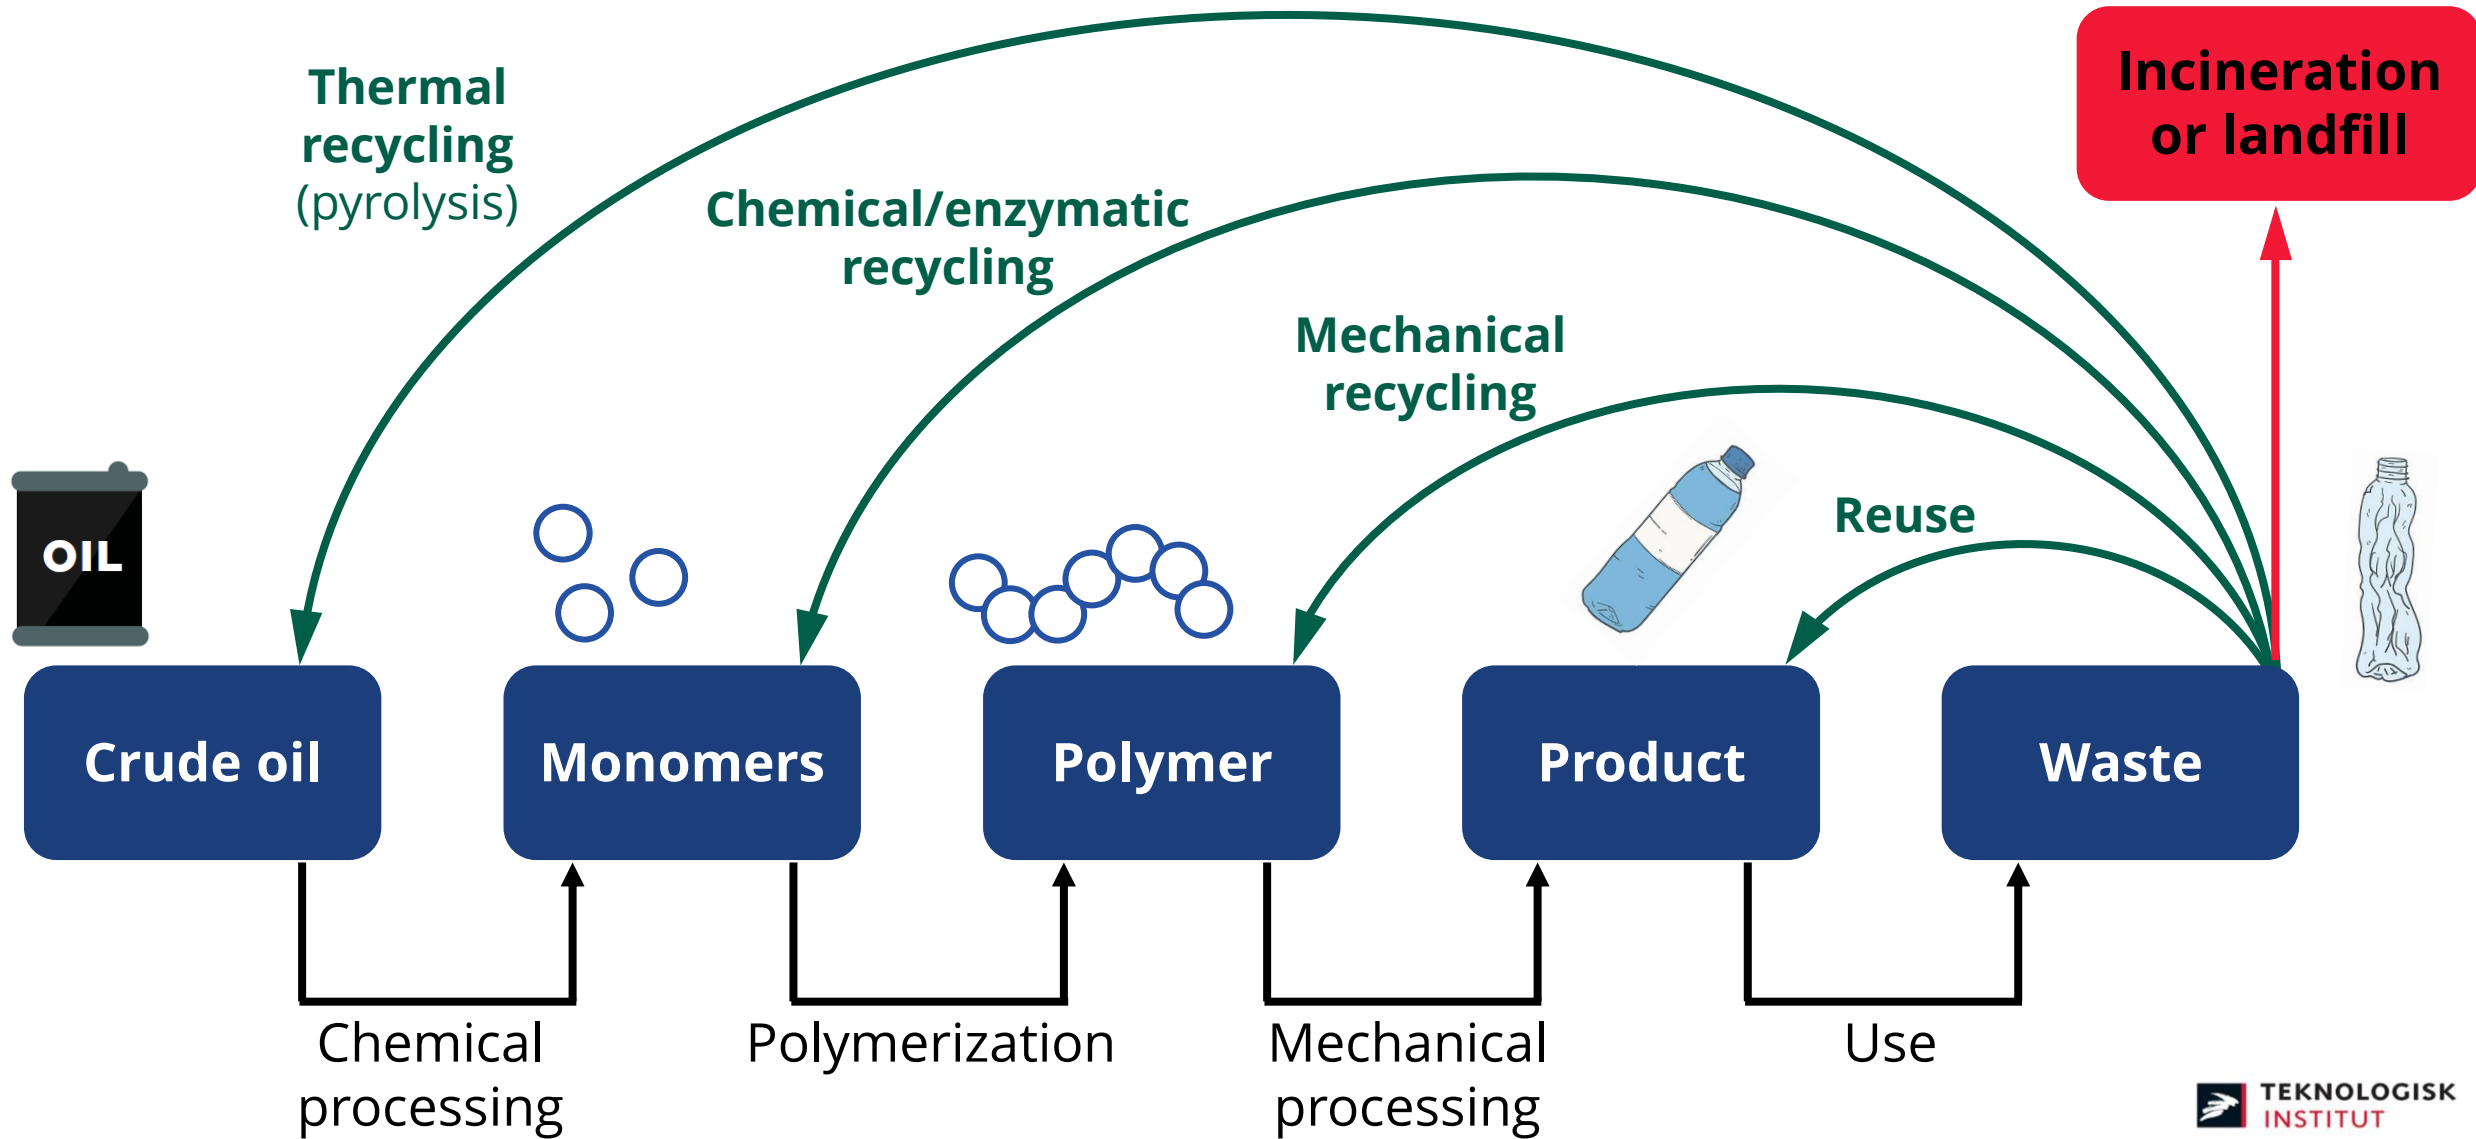 Thermal
recycling
(pyrolysis)
Chemical/enzymatic
recycling
Mechanical
recycling
Reuse
Incineration
or landfill
OIL
Crude oil
Monomers
Polymer
Product
Waste
Chemical
processing
Polymerization
Mechanical
processing
Use
TEKNOLOGISK
INSTITUT